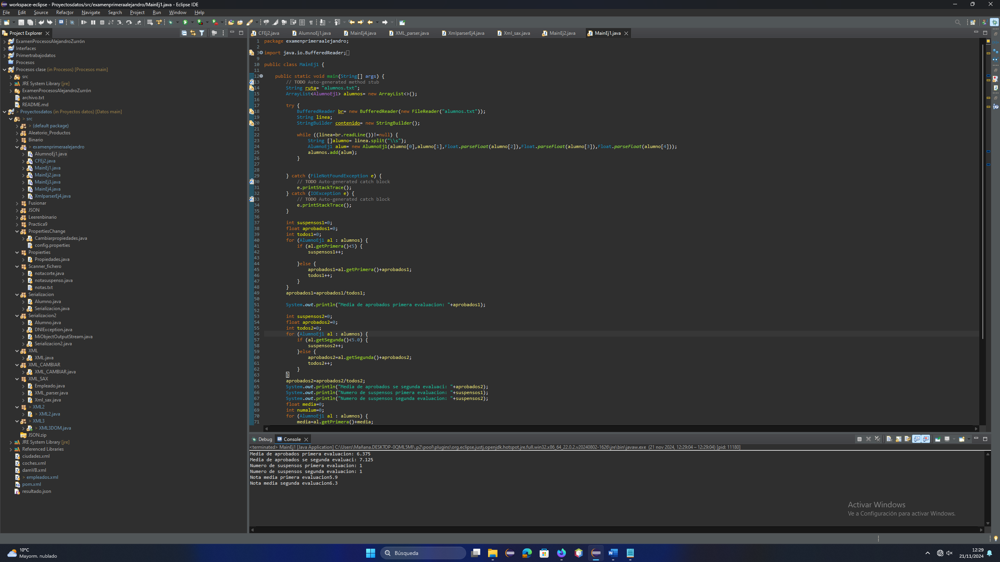 workspace-eclipse - Proyectosdatos/src/examenprimeraalejandro/MainEj1.java - Eclipse IDE
File Edit Source Refactor Navigate Search Project Run Window Help
Project Explorer
ExamenProcesosAlejandroZurrón
Interfaces
Primertrabajodatos
Procesos
Procesos clase (in Procesos) [Procesos main]
src
JRE System Library [jre]
ExamenProcesosAlejandroZurrón
archivo.txt
README.md
> Proyectosdatos (in Proyectos datos) [Datos main]
> src
> (default package)
Aleatorio_Productos
Binario
> examenprimeraalejandro
AlumnoEj1.java
CFEj2.java
MainEj1.java
MainEj2.java
MainEj3.java
MainEj4.java
XmlparserEj4.java
Fusionar
JSON
Leerenbinario
Practica9
PropertiesChange
Cambiarpropiedades.java
config.properties
Propierties
Propiedades.java
Scanner_fichero
notacorte.java
notasuspenso.java
notas.txt
Serializacion
Alumno.java
Serializacion.java
Serializacion2
Alumno.java
DNIException.java
MiObjectOutputStream.java
Serializacion2.java
XML
XML.java
XML_CAMBIAR
XML_CAMBIAR.java
XML_SAX
Empleado.java
XML_parser.java
Xml_sax.java
> XML2
> XML2.java
> XML3
> XML3DOM.java
JSON.zip
JRE System Library [jre]
Referenced Libraries
ciudades.xml
coches.xml
damVB.xml
> empleados.xml
pom.xml
resultado.json
CFEj2.java AlumnoEj1.java MainEj4.java XML_parser.java XmlparserEj4.java Xml_sax.java MainEj2.java MainEj1.java
1 package examenprimeraalejandro;
2
3 import java.io.BufferedReader;
9
10 public class MainEj1 {
11
12 public static void main(String[] args) {
13 // TODO Auto-generated method stub
14 String ruta= "alumnos.txt";
15 ArrayList<AlumnoEj1> alumnos= new ArrayList<>();
16
17 try {
18 BufferedReader br= new BufferedReader(new FileReader("alumnos.txt"));
19 String linea;
20 StringBuilder contenido= new StringBuilder();
21
22 while ((linea=br.readLine())!=null) {
23 String []alumno= linea.split("\\s");
24 AlumnoEj1 alum= new AlumnoEj1(alumno[0],alumno[1],Float.parseFloat(alumno[2]),Float.parseFloat(alumno[3]),Float.parseFloat(alumno[4]));
25 alumnos.add(alum);
26 }
27
28
29 } catch (FileNotFoundException e) {
30 // TODO Auto-generated catch block
31 e.printStackTrace();
32 } catch (IOException e) {
33 // TODO Auto-generated catch block
34 e.printStackTrace();
35 }
36
37 int suspensos1=0;
38 float aprobados1=0;
39 int todos1=0;
40 for (AlumnoEj1 al : alumnos) {
41 if (al.getPrimera()<5) {
42 suspensos1++;
43
44 }else {
45 aprobados1=al.getPrimera()+aprobados1;
46 todos1++;
47 }
48 }
49 aprobados1=aprobados1/todos1;
50
51 System.out.println("Media de aprobados primera evaluacion: "+aprobados1);
52
53 int suspensos2=0;
54 float aprobados2=0;
55 int todos2=0;
56 for (AlumnoEj1 al : alumnos) {
57 if (al.getSegunda()<5.0) {
58 suspensos2++;
59 }else {
60 aprobados2=al.getSegunda()+aprobados2;
61 todos2++;
62 }
63 }
64 aprobados2=aprobados2/todos2;
65 System.out.println("Media de aprobados se segunda evaluaci: "+aprobados2);
66 System.out.println("Numero de suspensos primera evaluacion: "+suspensos1);
67 System.out.println("Numero de suspensos segunda evaluacion: "+suspensos2);
68 float media=0;
69 int numalum=0;
70 for (AlumnoEj1 al : alumnos) {
71 media=al.getPrimera()+media;
Debug Console
<terminated> MainEj1 [Java Application] C:\Users\Mañana.DESKTOP-0QML5MI\.p2\pool\plugins\org.eclipse.justj.openjdk.hotspot.jre.full.win32.x86_64_22.0.2.v20240802-1626\jre\bin\javaw.exe (21 nov 2024, 12:29:04 – 12:29:04) [pid: 11180]
Media de aprobados primera evaluacion: 6.375
Media de aprobados se segunda evaluaci: 7.125
Numero de suspensos primera evaluacion: 1
Numero de suspensos segunda evaluacion: 1
Nota media primera evaluacion5.9
Nota media segunda evaluacion6.3
Activar Windows
Ve a Configuración para activar Windows.
10°C
Mayorm. nublado
Búsqueda
12:29
21/11/2024